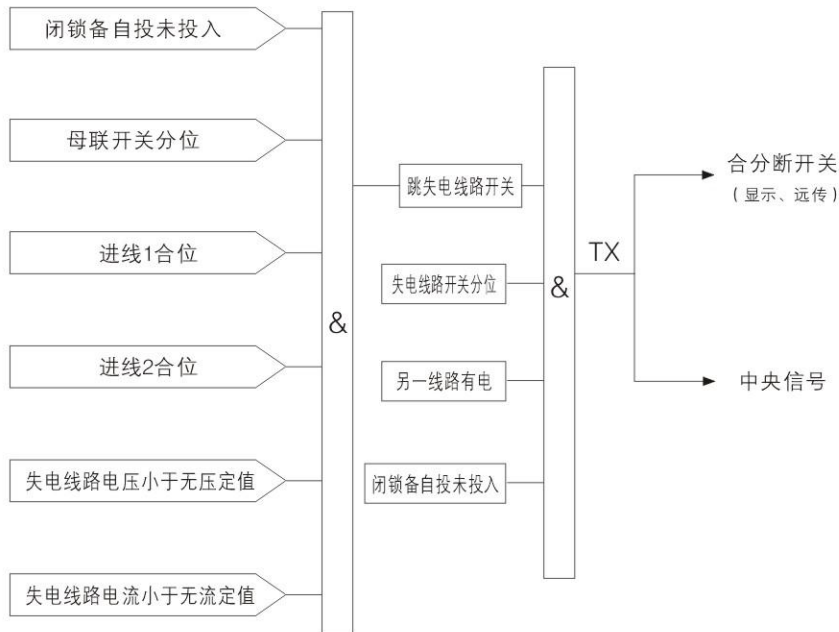 闭锁备自投未投入
母联开关分位
进线1合位
进线2合位
失电线路电压小于无压定值
失电线路电流小于无流定值
&
跳失电线路开关
失电线路开关分位
另一线路有电
闭锁备自投未投入
&
TX
合分断开关
(显示、远传)
中央信号